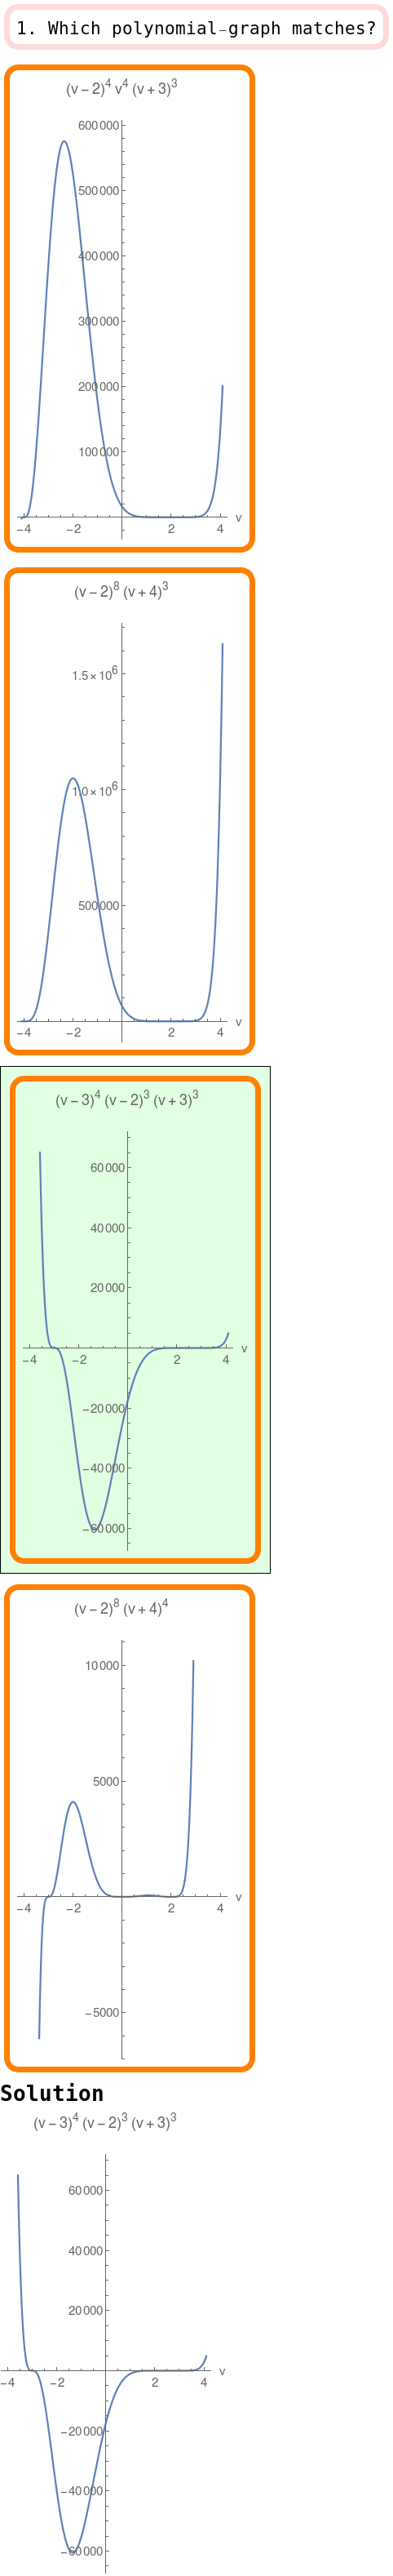 1. Which polynomial-graph matches?
(v − 2)⁴ v⁴ (v + 3)³
600 000
500 000
400 000
300 000
200 000
100 000
−4 −2 2 4 v
(v − 2)⁸ (v + 4)³
1.5×10⁶
1.0×10⁶
500 000
−4 −2 2 4 v
(v − 3)⁴ (v − 2)³ (v + 3)³
60 000
40 000
20 000
−4 −2 2 4 v
−20 000
−40 000
−60 000
(v − 2)⁸ (v + 4)⁴
10 000
5000
−4 −2 2 4 v
−5000
Solution
(v − 3)⁴ (v − 2)³ (v + 3)³
60 000
40 000
20 000
−4 −2 2 4 v
−20 000
−40 000
−60 000